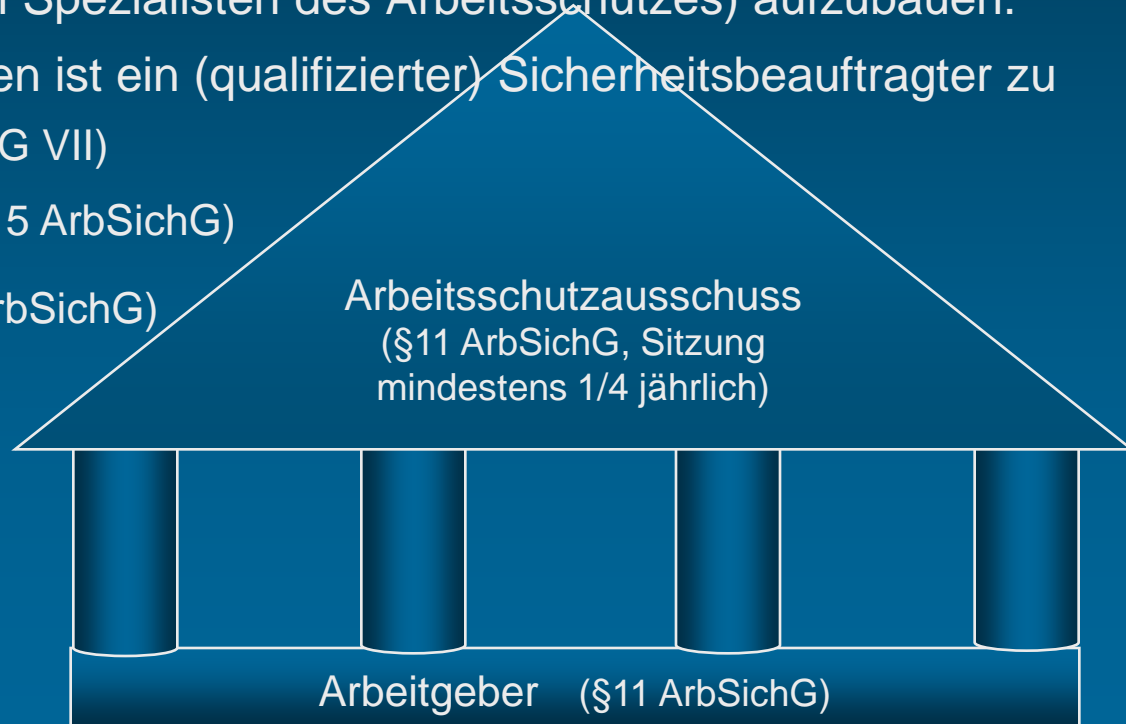 Spezialisten des Arbeitsschutzes) aufzubauen.
ist ein (qualifizierter) Sicherheitsbeauftragter zu
G VII)
5 ArbSichG)
rbSichG)
Arbeitsschutzausschuss
(§11 ArbSichG, Sitzung
mindestens 1/4 jährlich)
Arbeitgeber (§11 ArbSichG)